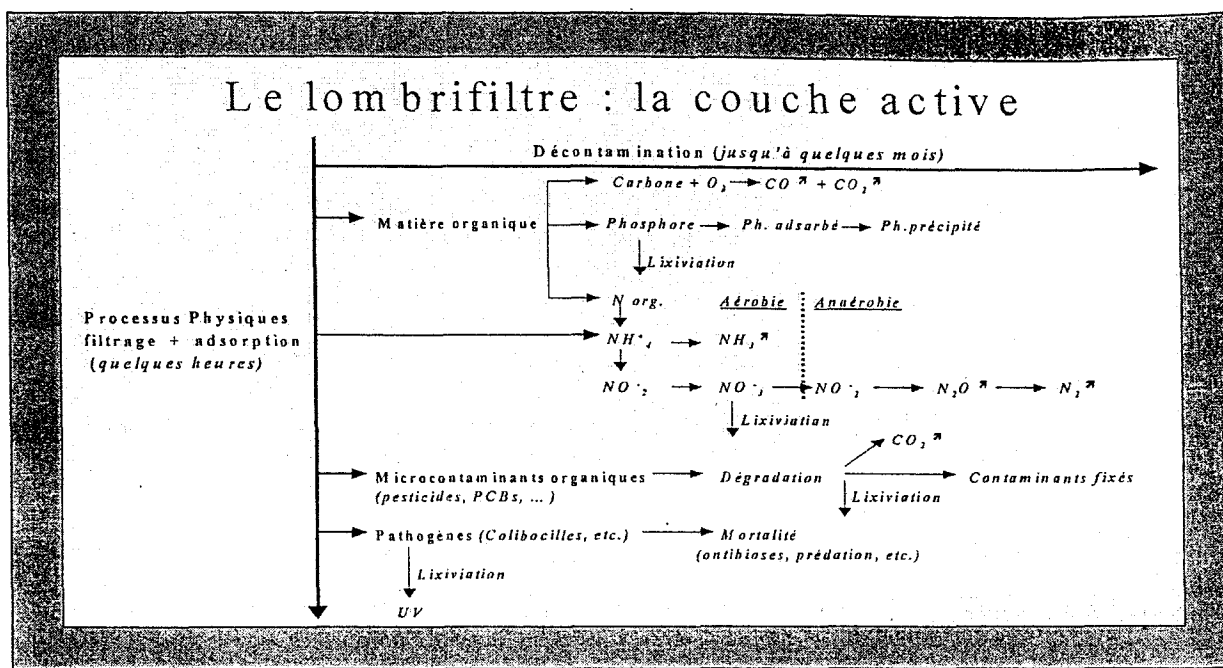 Le lombrifiltre : la couche active
Décontamination (jusqu'à quelques mois)
Carbone + O₂ → CO ↗ + CO₂ ↗
Matière organique
Phosphore → Ph. adsorbé → Ph. précipité
Lixiviation
N org.
Aérobie
Anaérobie
Processus Physiques
filtrage + adsorption
(quelques heures)
NH⁺₄ → NH₃ ↗
NO⁻₂ → NO⁻₃ → NO⁻₂ → N₂O ↗ → N₂ ↗
Lixiviation
CO₂ ↗
Microcontaminants organiques → Dégradation → Contaminants fixés
(pesticides, PCBs, ...)
Lixiviation
Pathogènes (Colibocilles, etc.) → Mortalité
(ontibioses, prédation, etc.)
Lixiviation
UV